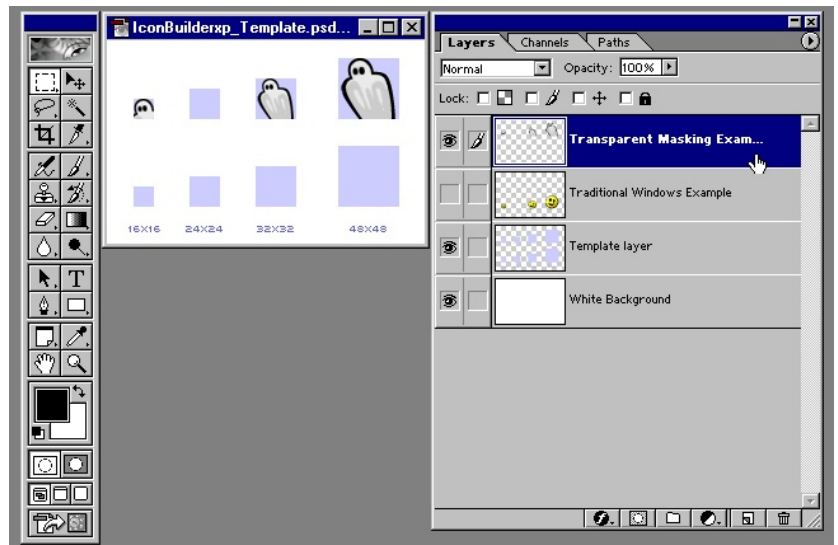 IconBuilderxp_Template.psd...
16X16 24X24 32X32 48X48
Layers Channels Paths
Normal Opacity: 100%
Lock:
Transparent Masking Exam...
Traditional Windows Example
Template layer
White Background
T